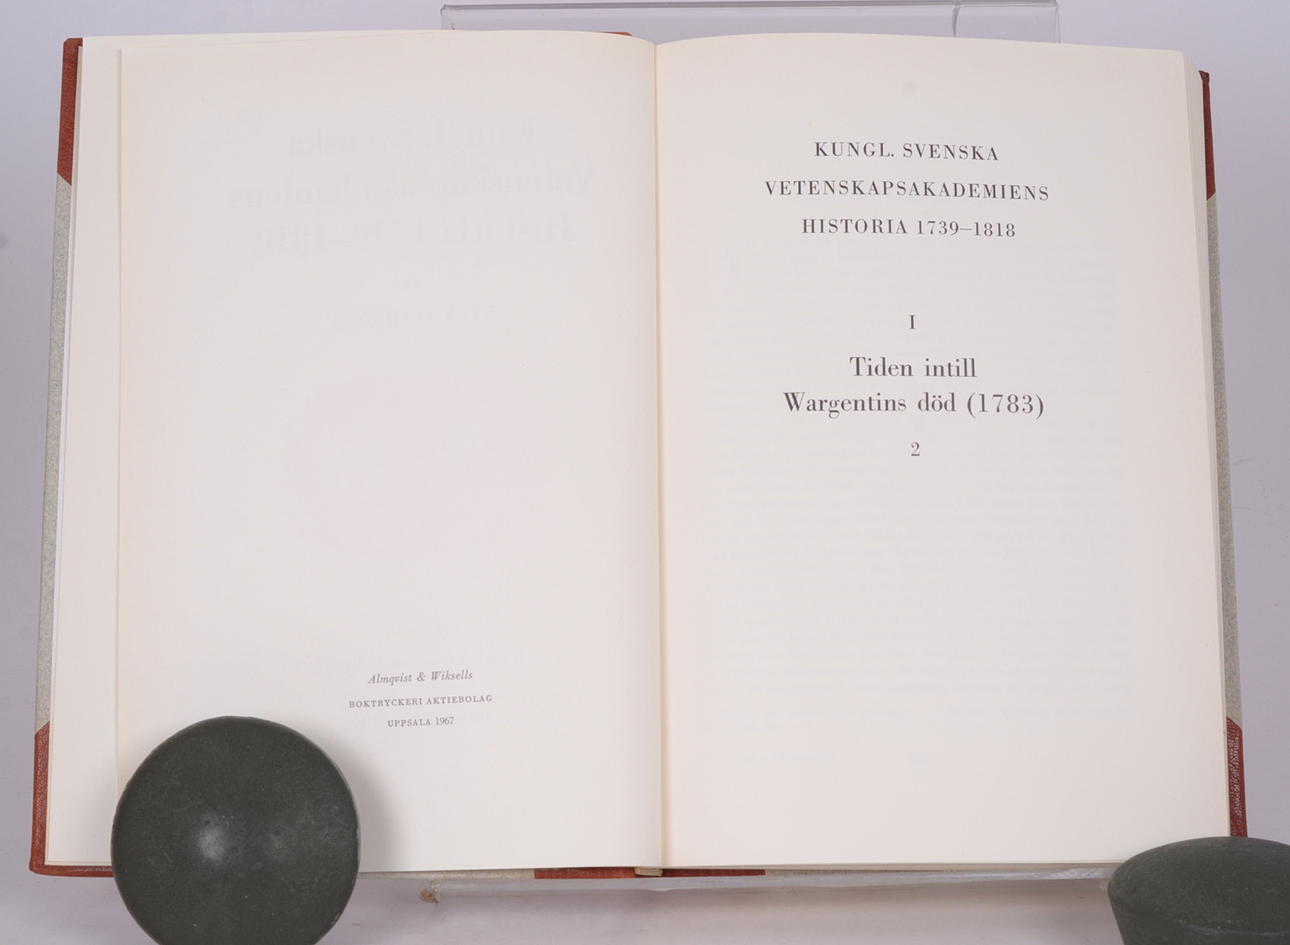 Almqvist & Wiksells
BOKTRYCKERI AKTIEBOLAG
UPPSALA 1967
KUNGL. SVENSKA
VETENSKAPSAKADEMIENS
HISTORIA 1739–1818
I
Tiden intill
Wargentins död (1783)
2